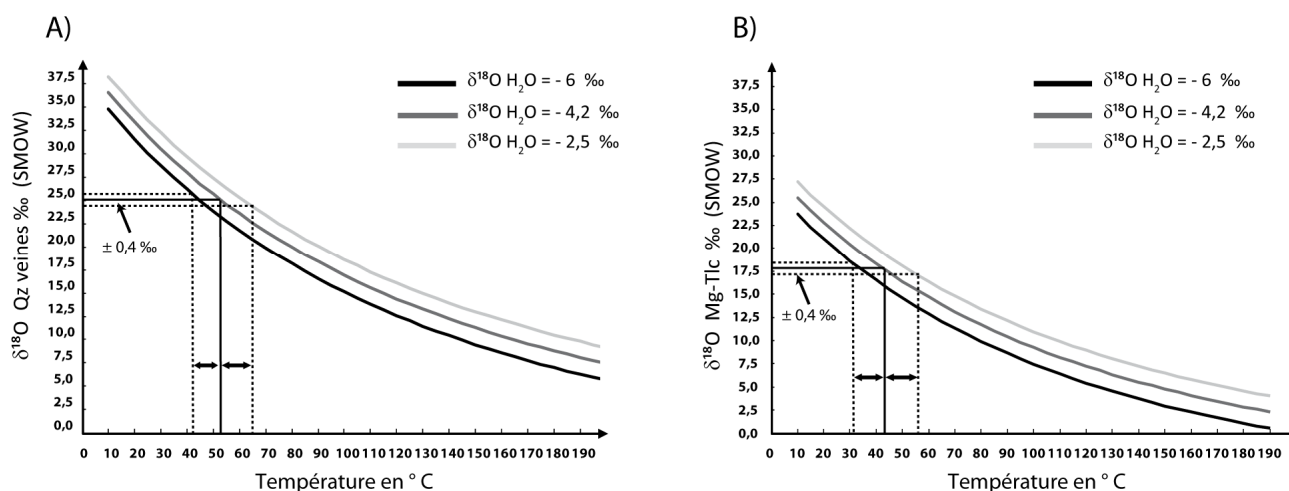 A)
δ¹⁸O H₂O = - 6 ‰
δ¹⁸O H₂O = - 4,2 ‰
δ¹⁸O H₂O = - 2,5 ‰
δ¹⁸O Qz veines ‰ (SMOW)
37,5
35,0
32,5
30,0
27,5
25,0
22,5
20,0
17,5
15,0
12,5
10,0
7,5
5,0
2,5
0,0
± 0,4 ‰
0 10 20 30 40 50 60 70 80 90 100 110 120 130 140 150 160 170 180 190
Température en ° C
B)
δ¹⁸O H₂O = - 6 ‰
δ¹⁸O H₂O = - 4,2 ‰
δ¹⁸O H₂O = - 2,5 ‰
δ¹⁸O Mg-Tlc ‰ (SMOW)
37,5
35,0
32,5
30,0
27,5
25,0
22,5
20,0
17,5
15,0
12,5
10,0
7,5
5,0
2,5
0,0
± 0,4 ‰
0 10 20 30 40 50 60 70 80 90 100 110 120 130 140 150 160 170 180 190
Température en ° C